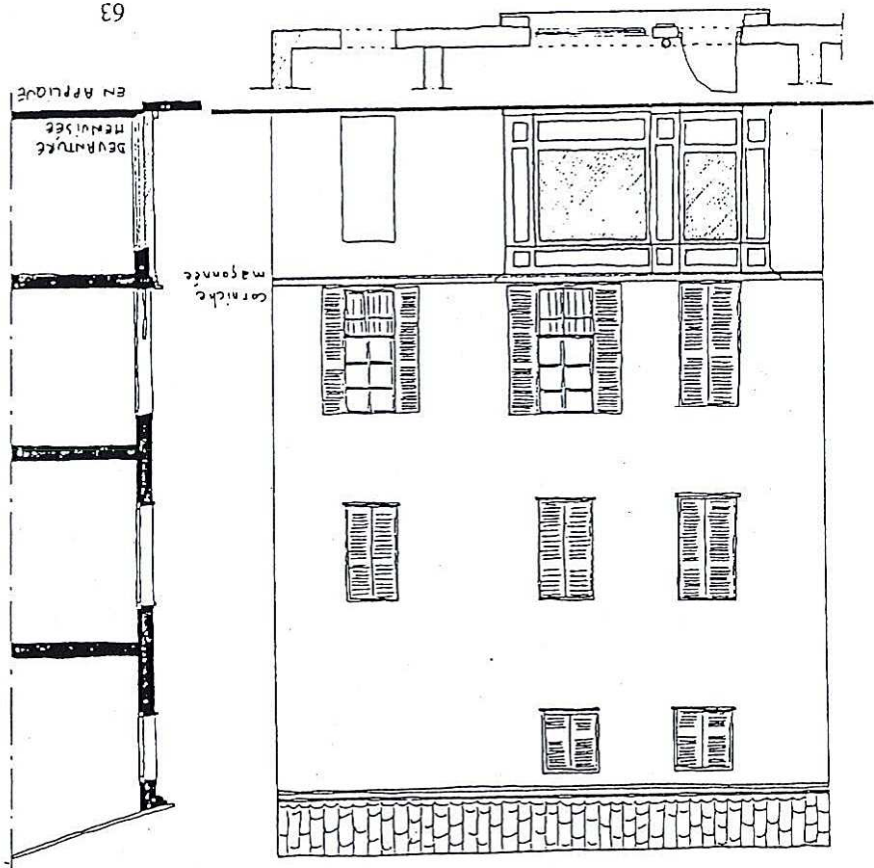 corniche
maçonnée
DEVANTURE
MENUISÉE
EN APPLIQUE
63